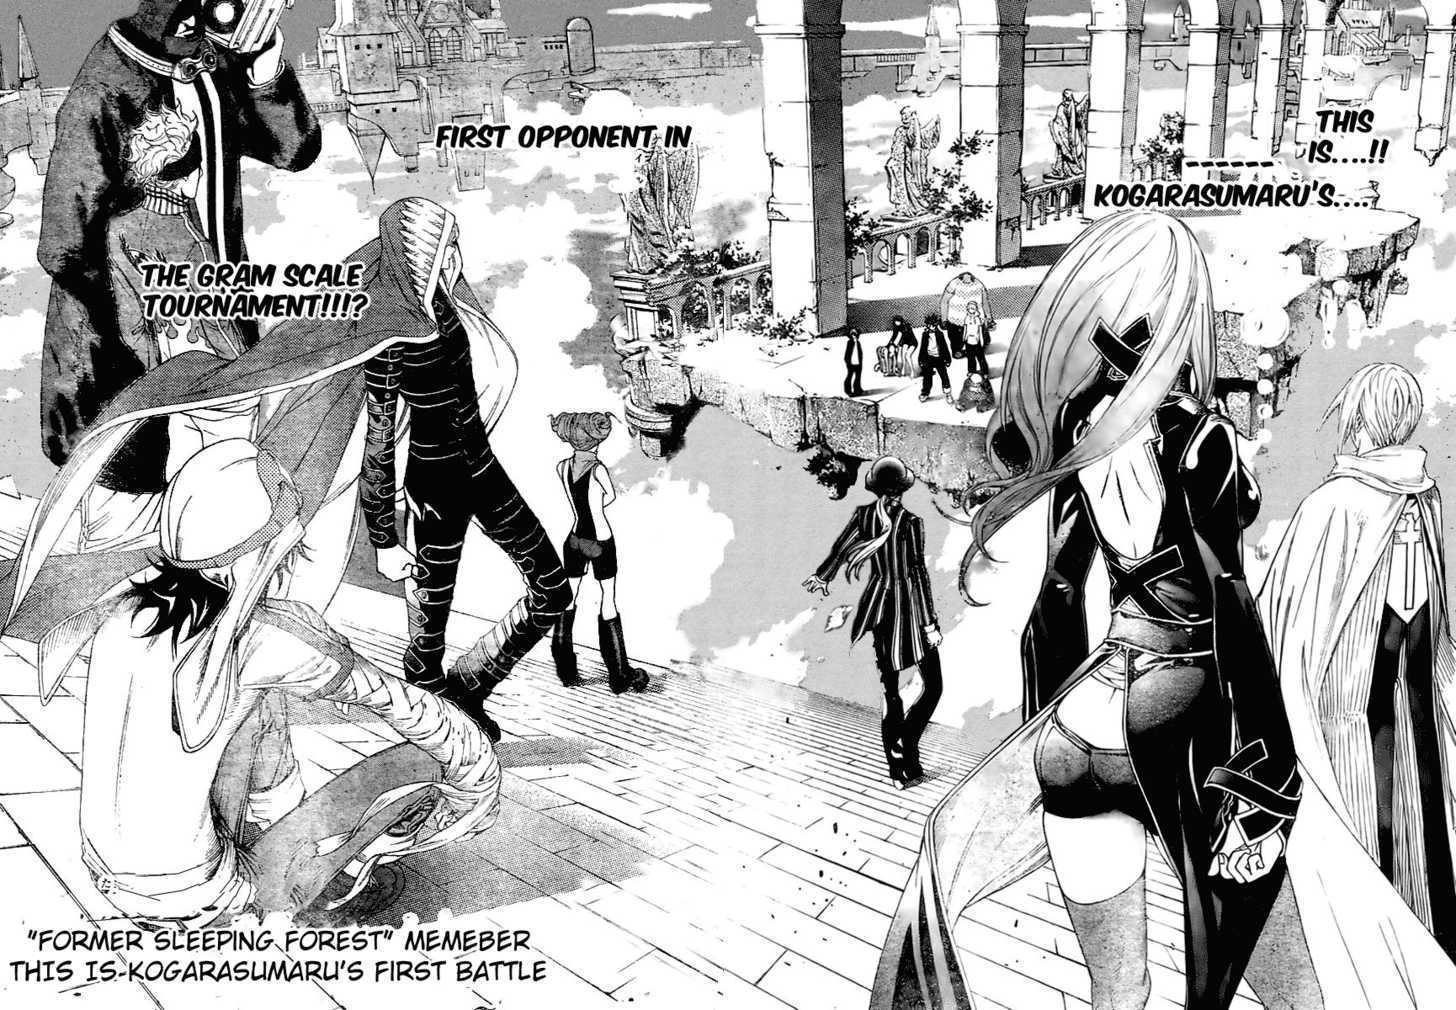 THIS
IS....!!
KOGARASUMARU'S....
FIRST OPPONENT IN
THE GRAM SCALE
TOURNAMENT!!!?
"FORMER SLEEPING FOREST" MEMEBER
THIS IS-KOGARASUMARU'S FIRST BATTLE